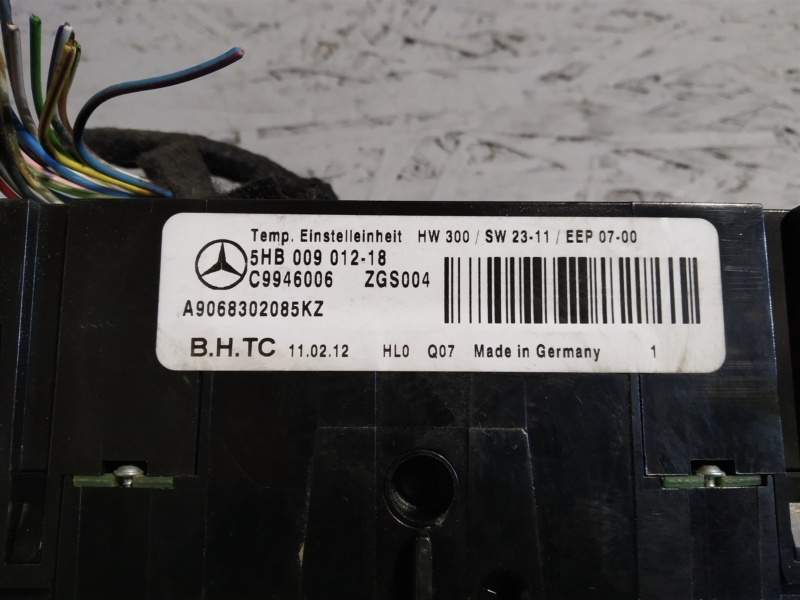 Temp. Einstelleinheit HW 300 / SW 23-11 / EEP 07-00
5HB 009 012-18
C9946006 ZGS004
A9068302085KZ
B.H.TC 11.02.12 HL0 Q07 Made in Germany 1